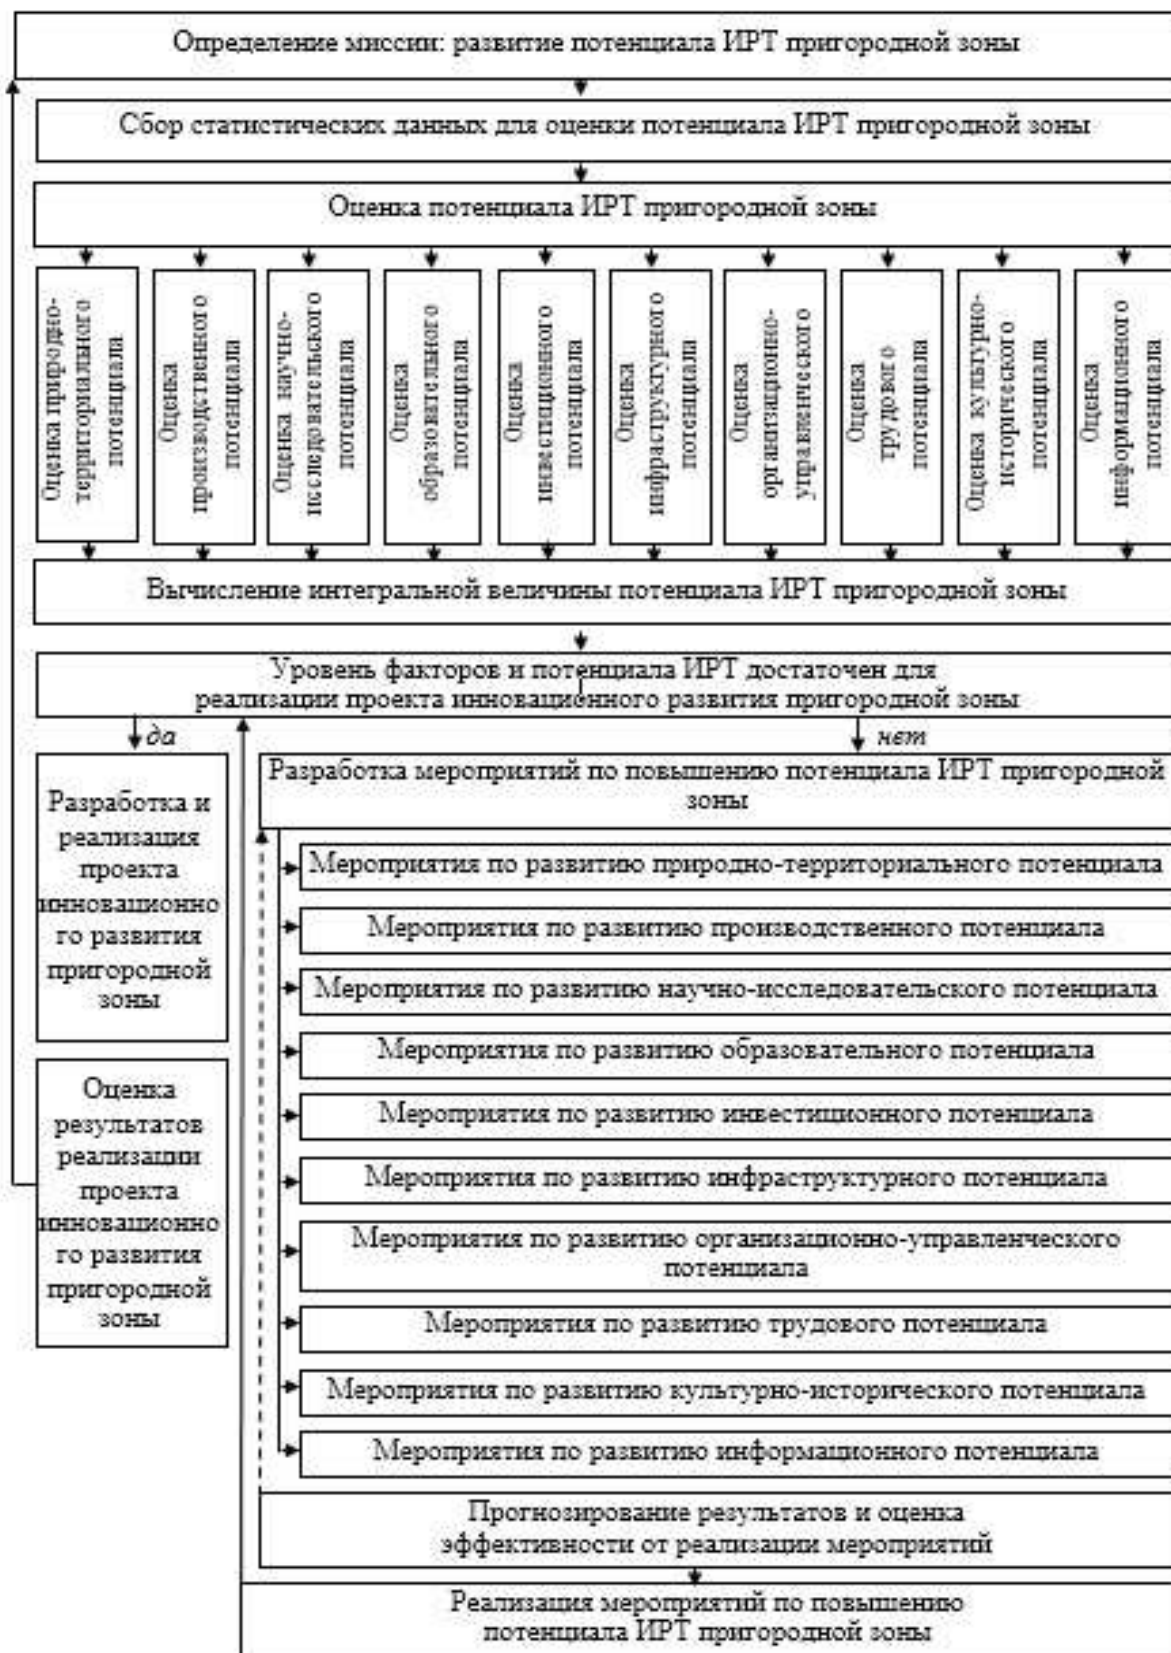 Определение миссии: развитие потенциала ИРТ пригородной зоны
Сбор статистических данных для оценки потенциала ИРТ пригородной зоны
Оценка потенциала ИРТ пригородной зоны
Оценка природно-
территориального
потенциала
Оценка
производственного
потенциала
Оценка научно-
исследовательского
потенциала
Оценка
образовательного
потенциала
Оценка
инвестиционного
потенциала
Оценка
инфраструктурного
потенциала
Оценка
организационно-
управленческого
Оценка
трудового
потенциала
Оценка культурно-
исторического
потенциала
Оценка
информационного
потенциала
Вычисление интегральной величины потенциала ИРТ пригородной зоны
Уровень факторов и потенциала ИРТ достаточен для
реализации проекта инновационного развития пригородной зоны
да
нет
Разработка и
реализация
проекта
инновационно
го развития
пригородной
зоны
Оценка
результатов
реализации
проекта
инновационно
го развития
пригородной
зоны
Разработка мероприятий по повышению потенциала ИРТ пригородной
зоны
Мероприятия по развитию природно-территориального потенциала
Мероприятия по развитию производственного потенциала
Мероприятия по развитию научно-исследовательского потенциала
Мероприятия по развитию образовательного потенциала
Мероприятия по развитию инвестиционного потенциала
Мероприятия по развитию инфраструктурного потенциала
Мероприятия по развитию организационно-управленческого
потенциала
Мероприятия по развитию трудового потенциала
Мероприятия по развитию культурно-исторического потенциала
Мероприятия по развитию информационного потенциала
Прогнозирование результатов и оценка
эффективности от реализации мероприятий
Реализация мероприятий по повышению
потенциала ИРТ пригородной зоны